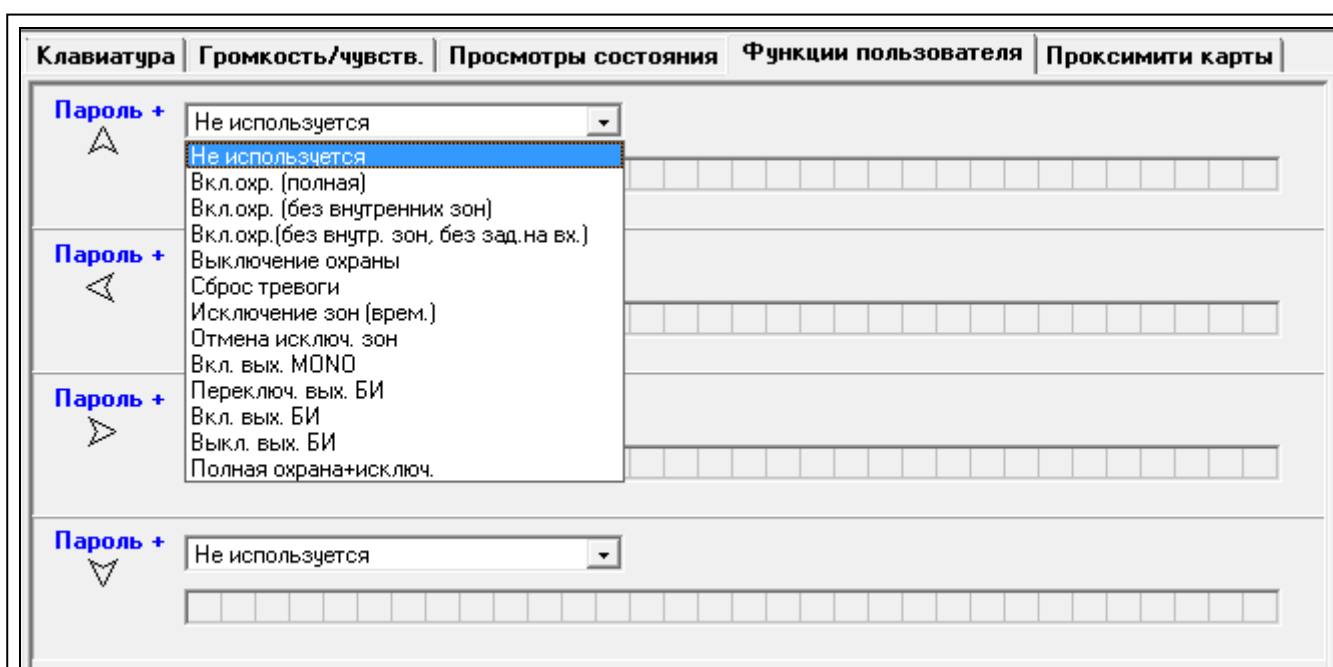 Клавиатура Громкость/чувств. Просмотры состояния Функции пользователя Проксимити карты
Пароль + Не используется
Не используется
Вкл.охр. (полная)
Вкл.охр. (без внутренних зон)
Вкл.охр.(без внутр. зон, без зад.на вх.)
Пароль +
Выключение охраны
Сброс тревоги
Исключение зон (врем.)
Отмена исключ. зон
Вкл. вых. MONO
Переключ. вых. БИ
Пароль +
Вкл. вых. БИ
Выкл. вых. БИ
Полная охрана+исключ.
Пароль + Не используется